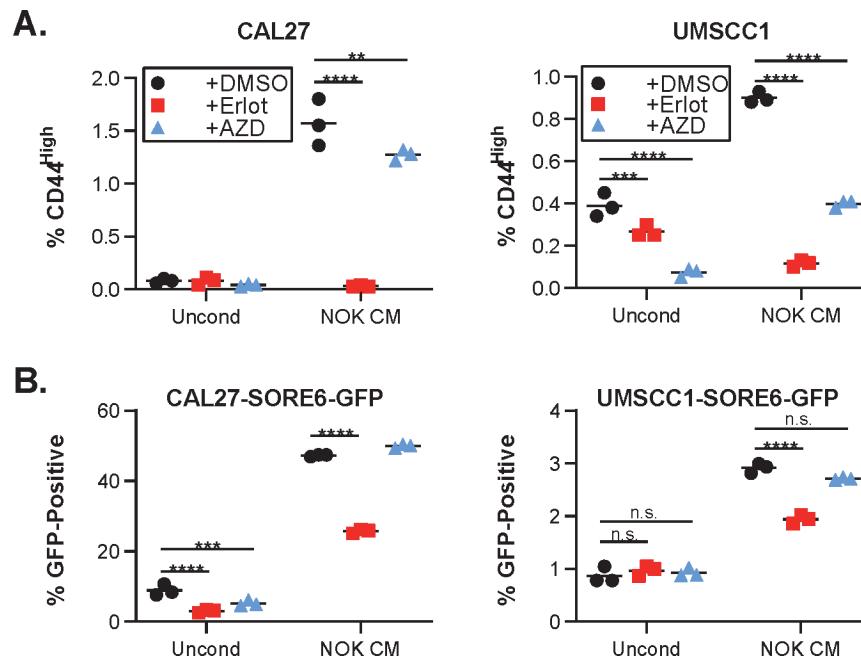 A.
CAL27
UMSCC1
**
****
****
****
****
***
+DMSO
+Erlot
+AZD
+DMSO
+Erlot
+AZD
% CD44High
2.0
1.5
1.0
0.5
0.0
% CD44High
1.0
0.8
0.6
0.4
0.2
0.0
Uncond
NOK CM
Uncond
NOK CM
B.
CAL27-SORE6-GFP
UMSCC1-SORE6-GFP
****
***
****
n.s.
****
n.s.
n.s.
% GFP-Positive
60
40
20
0
% GFP-Positive
4
3
2
1
0
Uncond
NOK CM
Uncond
NOK CM